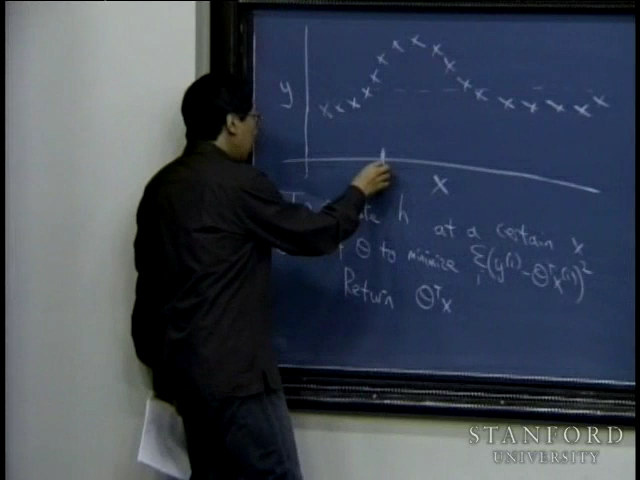 y
x
h at a certain x
θ to minimize Σᵢ(y⁽ⁱ⁾ - θᵀx⁽ⁱ⁾)²
Return θᵀx
STANFORD
UNIVERSITY